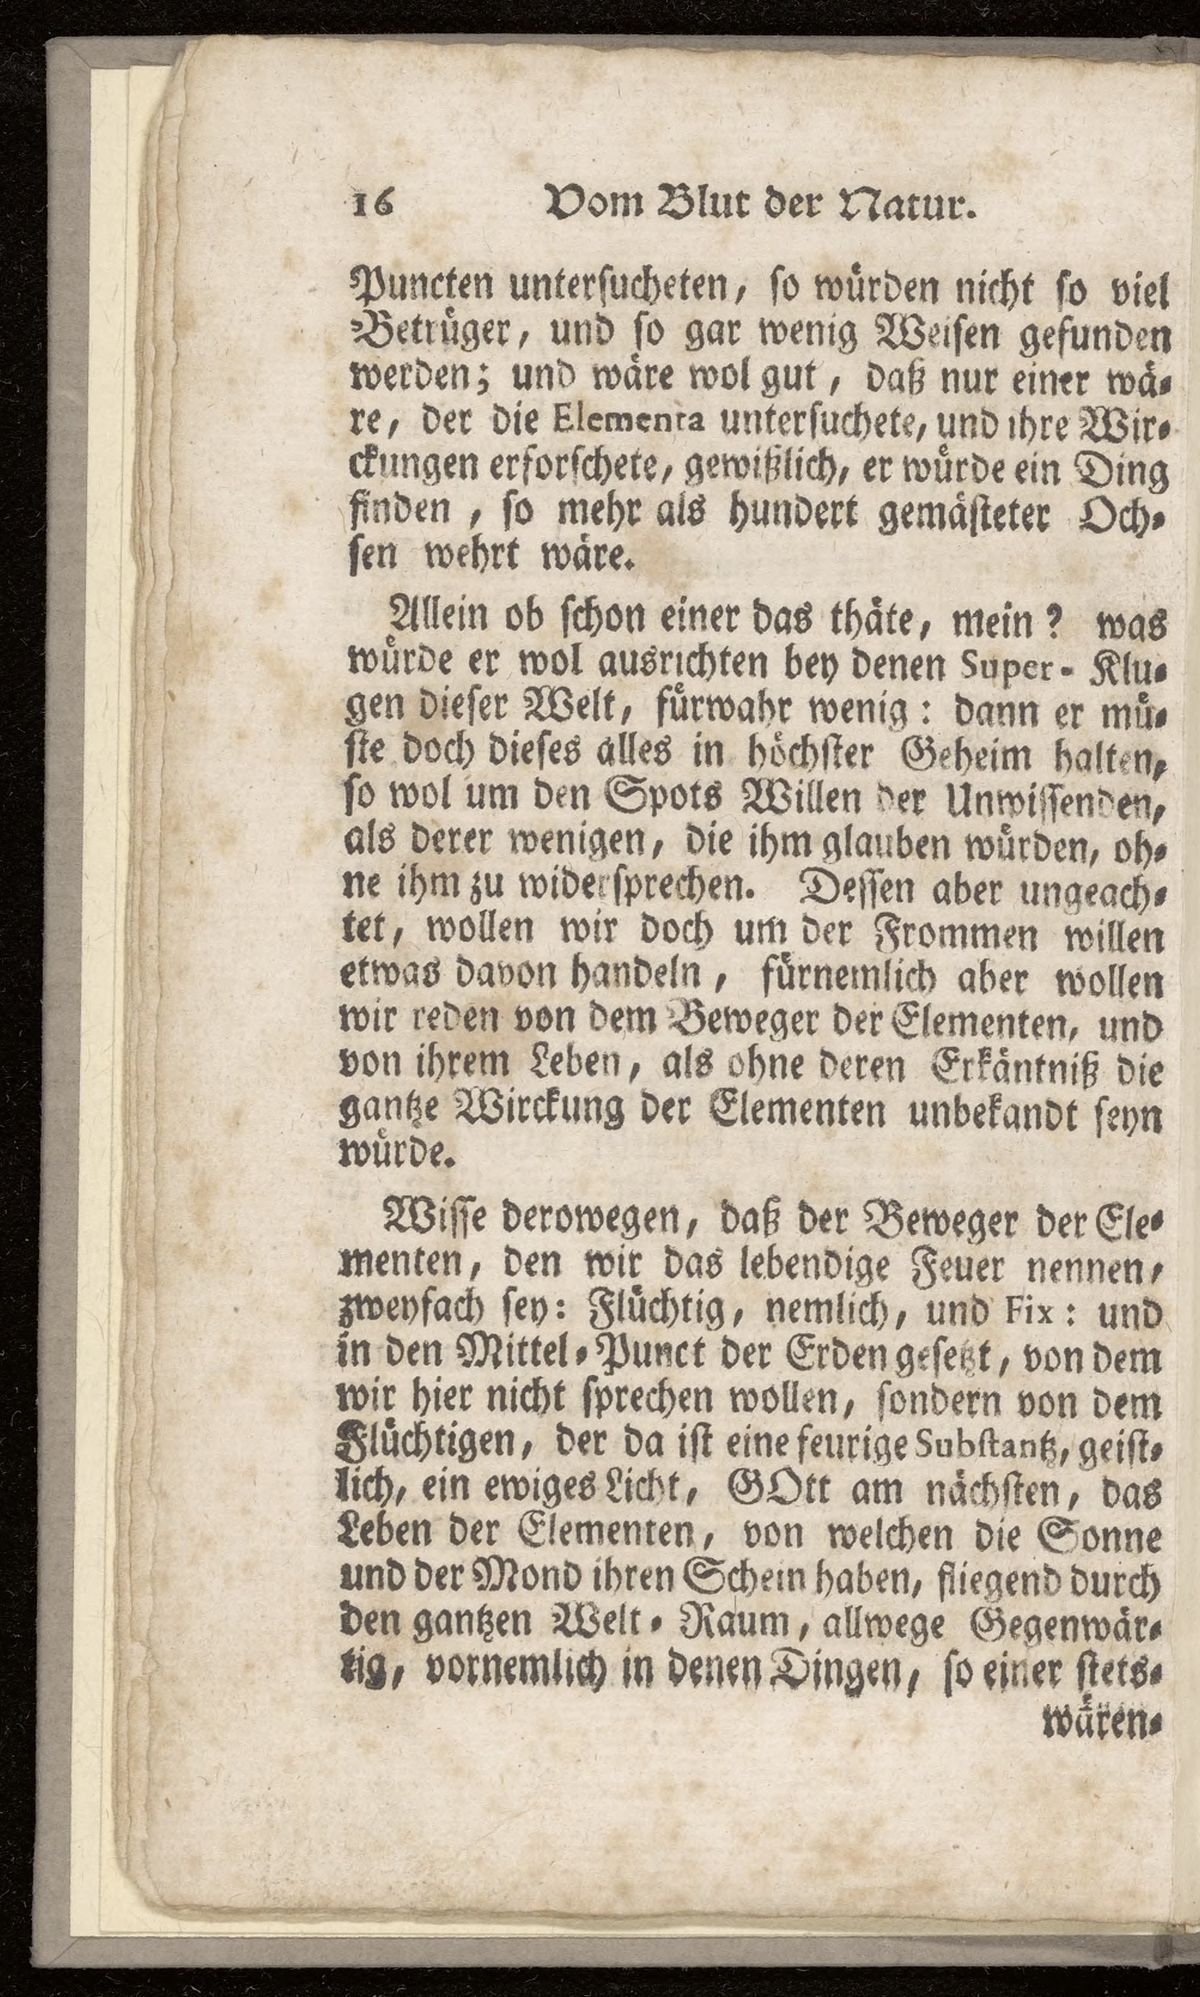 16 Vom Blut der Natur.
Puncten untersucheten, so würden nicht so viel
Betrüger, und so gar wenig Weisen gefunden
werden; und wäre wol gut, daß nur einer wä-
re, der die Elementa untersuchete, und ihre Wir-
ckungen erforschete, gewißlich, er würde ein Ding
finden, so mehr als hundert gemästeter Och-
sen wehrt wäre.
Allein ob schon einer das thäte, mein? was
würde er wol ausrichten bey denen Super-Klu-
gen dieser Welt, fürwahr wenig: dann er mü-
ste doch dieses alles in höchster Geheim halten,
so wol um den Spots Willen der Unwissenden,
als derer wenigen, die ihm glauben würden, oh-
ne ihm zu widersprechen. Dessen aber ungeach-
tet, wollen wir doch um der Frommen willen
etwas davon handeln, fürnemlich aber wollen
wir reden von dem Beweger der Elementen, und
von ihrem Leben, als ohne deren Erkäntniß die
gantze Wirckung der Elementen unbekandt seyn
würde.
Wisse derowegen, daß der Beweger der Ele-
menten, den wir das lebendige Feuer nennen,
zweyfach sey: Flüchtig, nemlich, und Fix: und
in den Mittel-Punct der Erden gesetzt, von dem
wir hier nicht sprechen wollen, sondern von dem
Flüchtigen, der da ist eine feurige Substantz, geist-
lich, ein ewiges Licht, GOtt am nächsten, das
Leben der Elementen, von welchen die Sonne
und der Mond ihren Schein haben, fliegend durch
den gantzen Welt-Raum, allwege Gegenwär-
tig, vornemlich in denen Dingen, so einer stets-
wären-